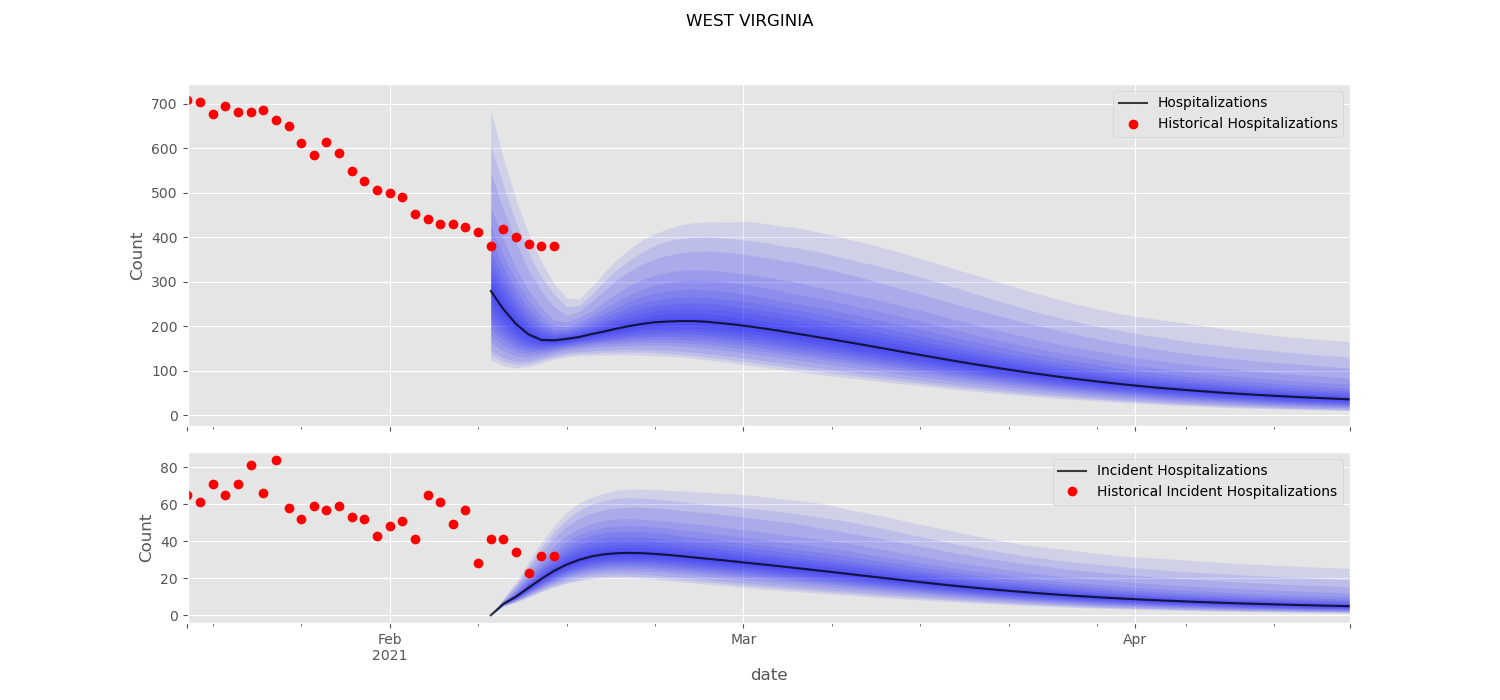 WEST VIRGINIA
700
600
500
400
300
200
100
0
Count
Hospitalizations
Historical Hospitalizations
80
60
40
20
0
Count
Incident Hospitalizations
Historical Incident Hospitalizations
Feb
2021
Mar
Apr
date